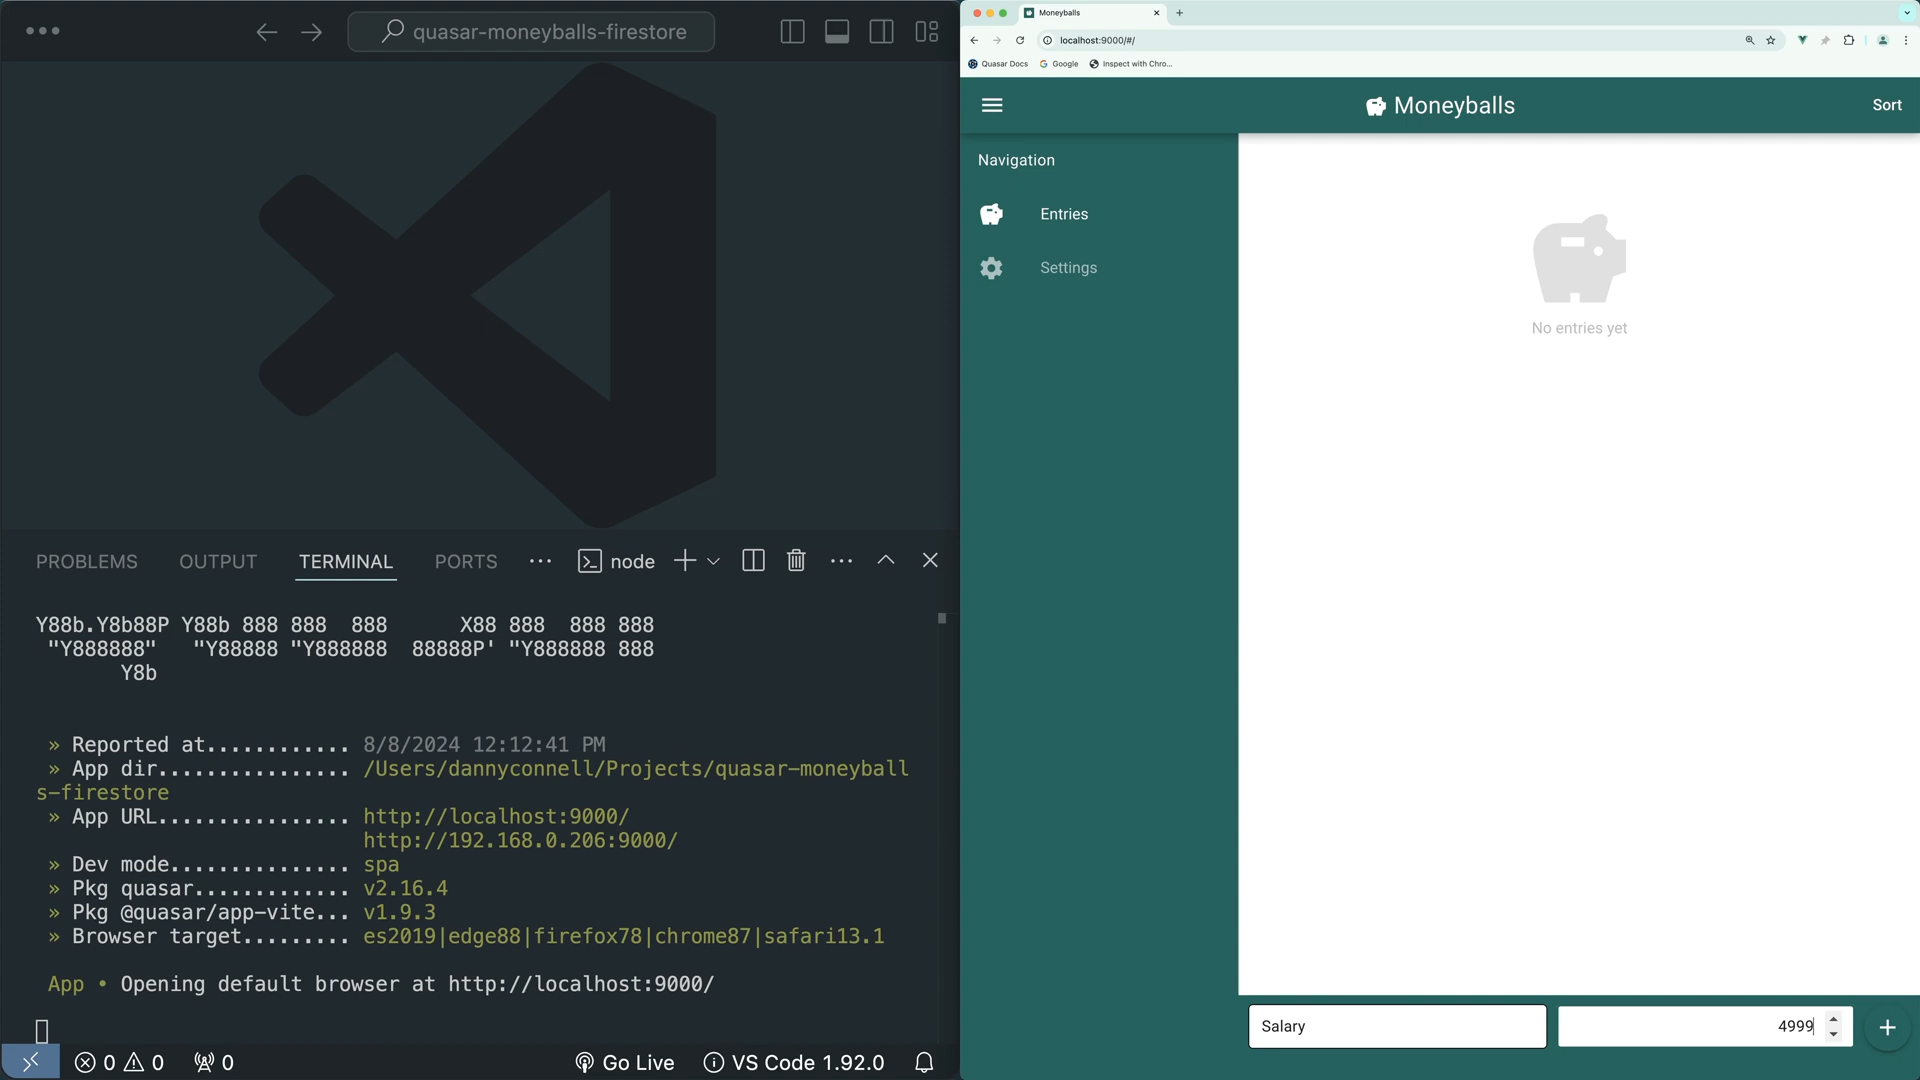 quasar-moneyballs-firestore
PROBLEMS OUTPUT TERMINAL PORTS node
Y88b.Y8b88P Y88b 888 888  888      X88 888  888 888
"Y888888"   "Y88888 "Y888888  88888P' "Y888888 888
Y8b
» Reported at............ 8/8/2024 12:12:41 PM
» App dir................ /Users/dannyconnell/Projects/quasar-moneyball
s-firestore
» App URL................ http://localhost:9000/
http://192.168.0.206:9000/
» Dev mode............... spa
» Pkg quasar............. v2.16.4
» Pkg @quasar/app-vite... v1.9.3
» Browser target......... es2019|edge88|firefox78|chrome87|safari13.1
App • Opening default browser at http://localhost:9000/
0 0 0 Go Live VS Code 1.92.0
Moneyballs
localhost:9000/#/
Quasar Docs Google Inspect with Chro...
Moneyballs Sort
Navigation
Entries
Settings
No entries yet
Salary 4999